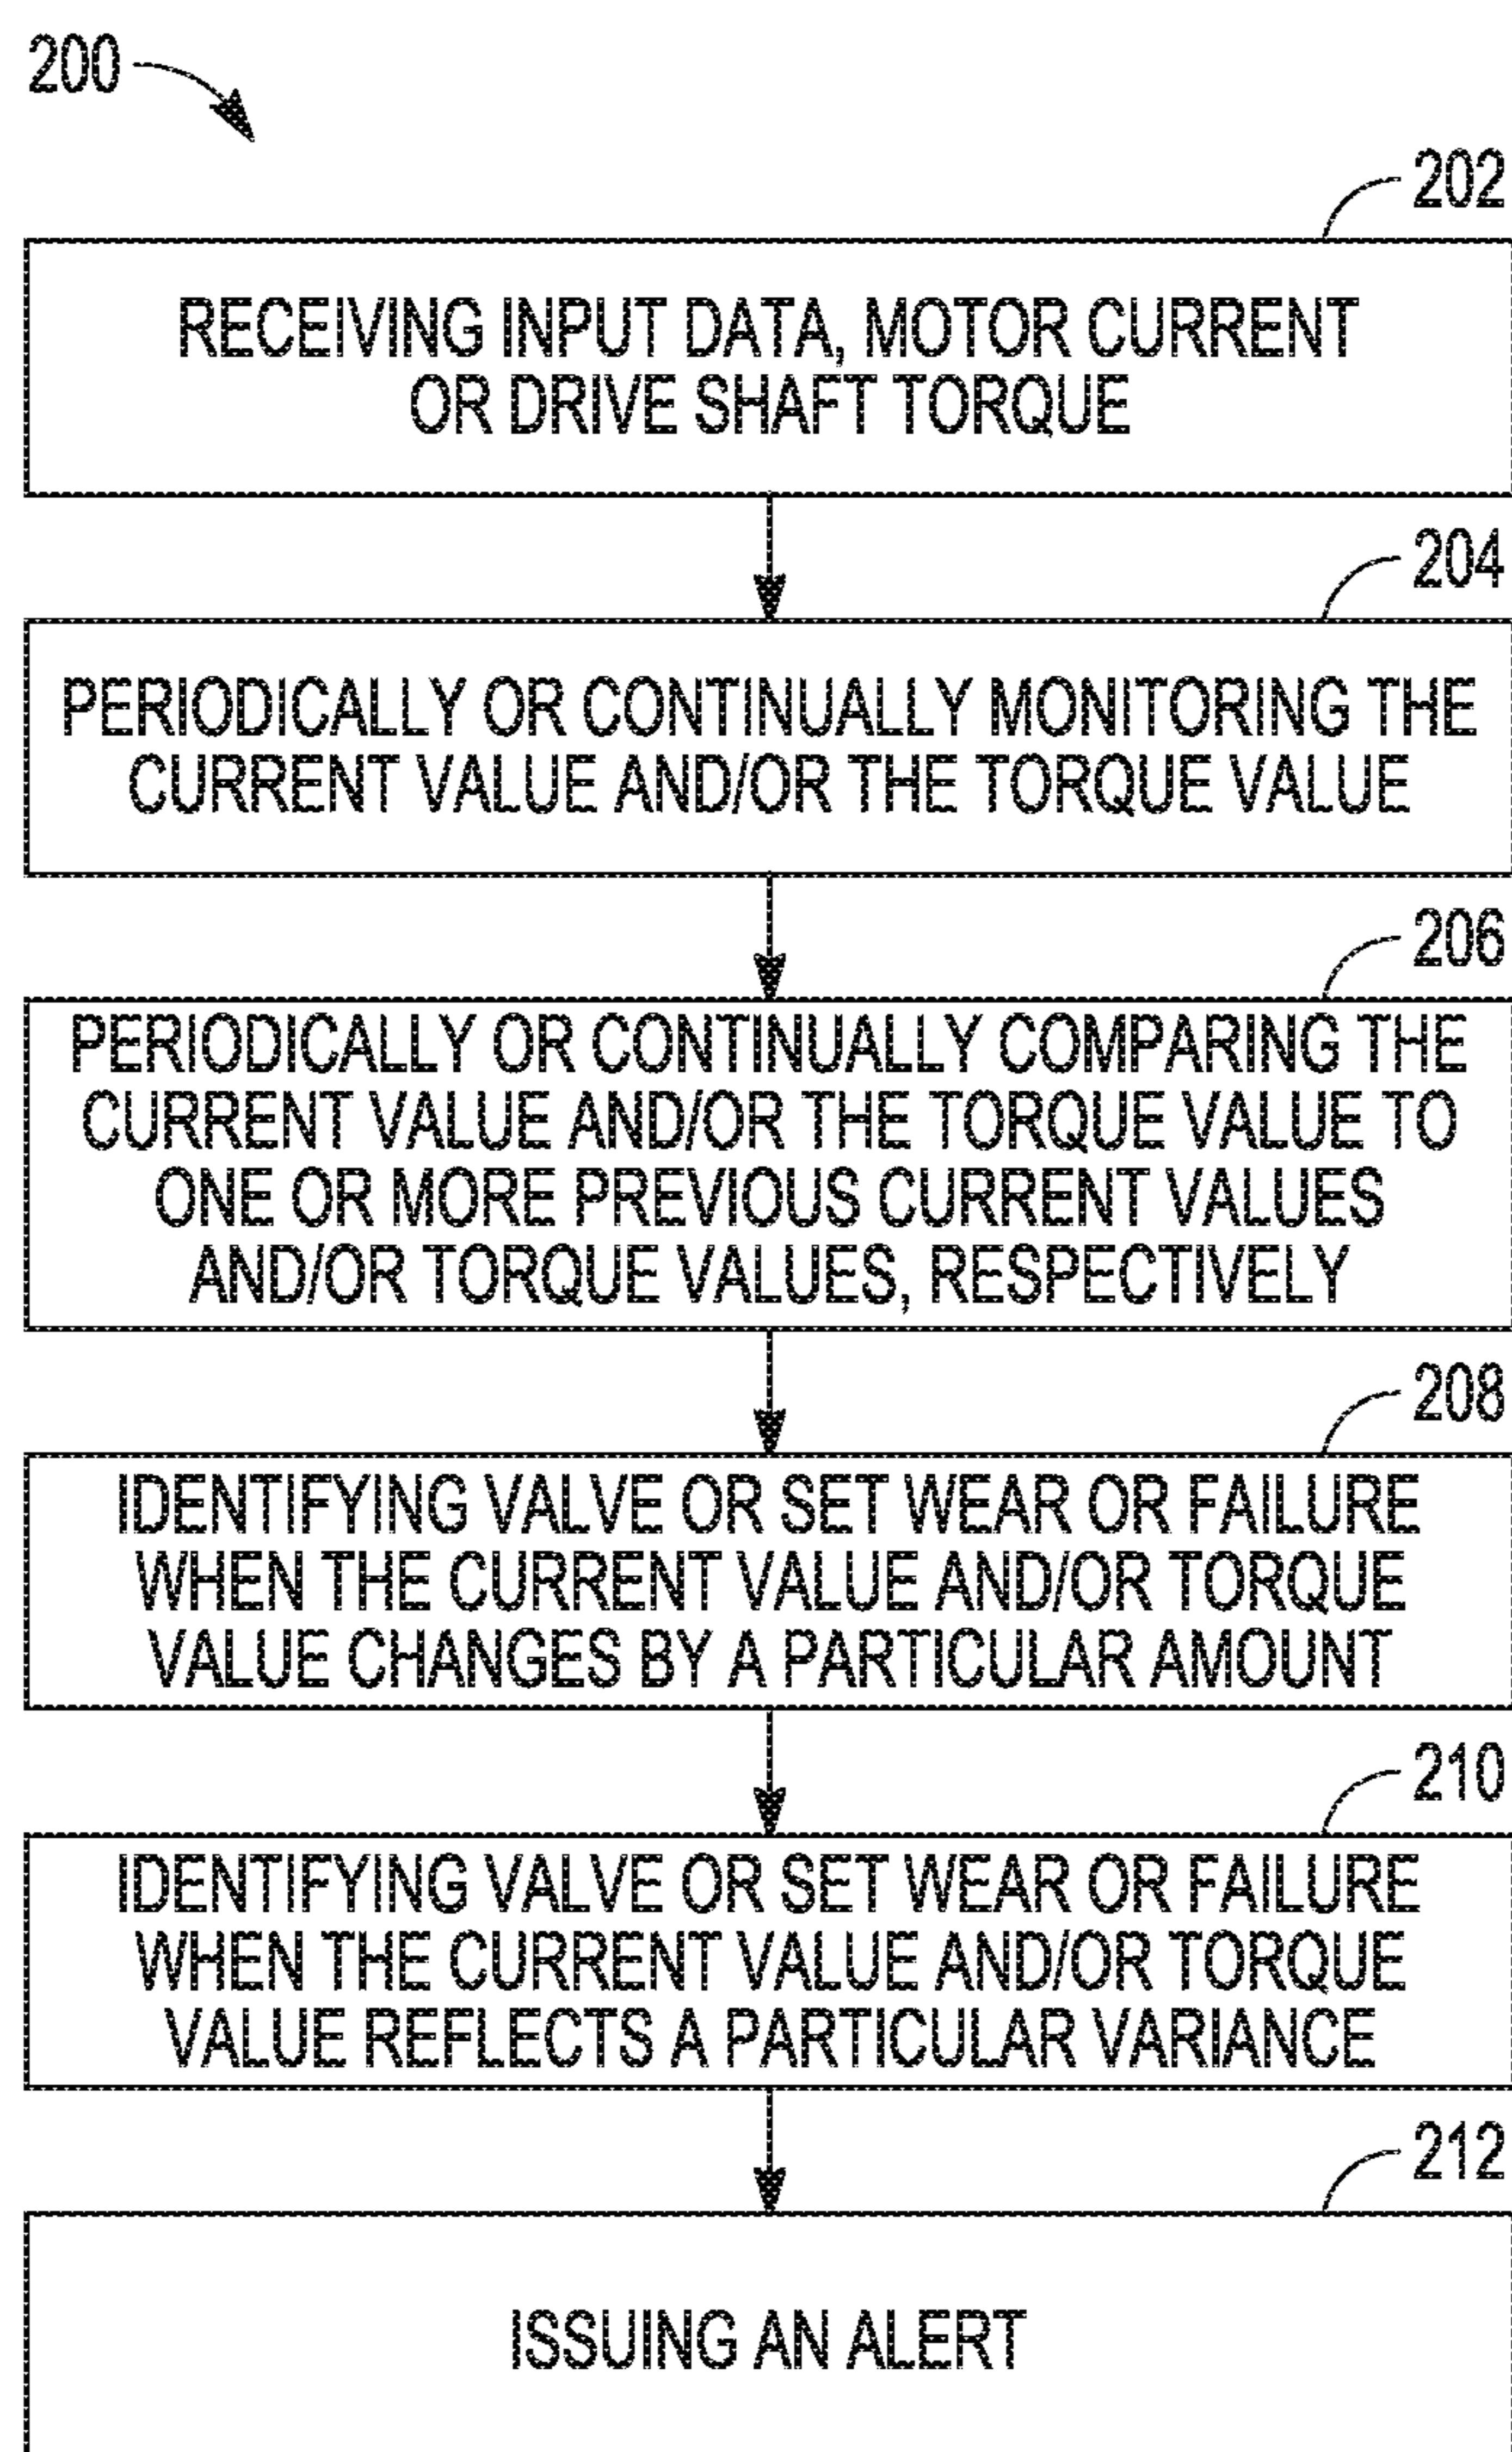 200
202
RECEIVING INPUT DATA, MOTOR CURRENT
OR DRIVE SHAFT TORQUE
204
PERIODICALLY OR CONTINUALLY MONITORING THE
CURRENT VALUE AND/OR THE TORQUE VALUE
206
PERIODICALLY OR CONTINUALLY COMPARING THE
CURRENT VALUE AND/OR THE TORQUE VALUE TO
ONE OR MORE PREVIOUS CURRENT VALUES
AND/OR TORQUE VALUES, RESPECTIVELY
208
IDENTIFYING VALVE OR SET WEAR OR FAILURE
WHEN THE CURRENT VALUE AND/OR TORQUE
VALUE CHANGES BY A PARTICULAR AMOUNT
210
IDENTIFYING VALVE OR SET WEAR OR FAILURE
WHEN THE CURRENT VALUE AND/OR TORQUE
VALUE REFLECTS A PARTICULAR VARIANCE
212
ISSUING AN ALERT